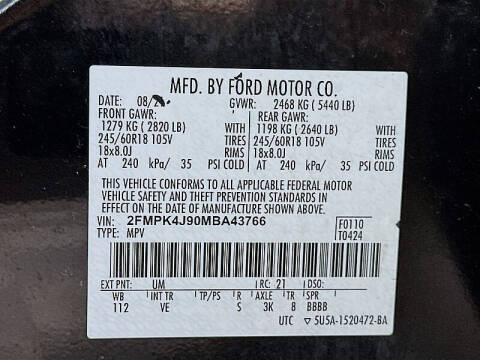 MFD. BY FORD MOTOR CO.
DATE: 08/ GVWR: 2468 KG ( 5440 LB)
FRONT GAWR: REAR GAWR:
1279 KG ( 2820 LB) WITH 1198 KG ( 2640 LB) WITH
245/60R18 105V TIRES 245/60R18 105V TIRES
18x8.0J RIMS 18x8.0J RIMS
AT 240 kPa/ 35 PSI COLD AT 240 kPa/ 35 PSI COLD
THIS VEHICLE CONFORMS TO ALL APPLICABLE FEDERAL MOTOR
VEHICLE SAFETY AND THEFT PREVENTION STANDARDS IN
EFFECT ON THE DATE OF MANUFACTURE SHOWN ABOVE.
VIN: 2FMPK4J90MBA43766 F0110
TYPE: MPV T0424
EXT PNT: UM RC: 21 DSO:
WB INT TR TP/PS R AXLE TR SPR
112 VE S 3K 8 BBBB
UTC ▽ 5U5A-1520472-BA